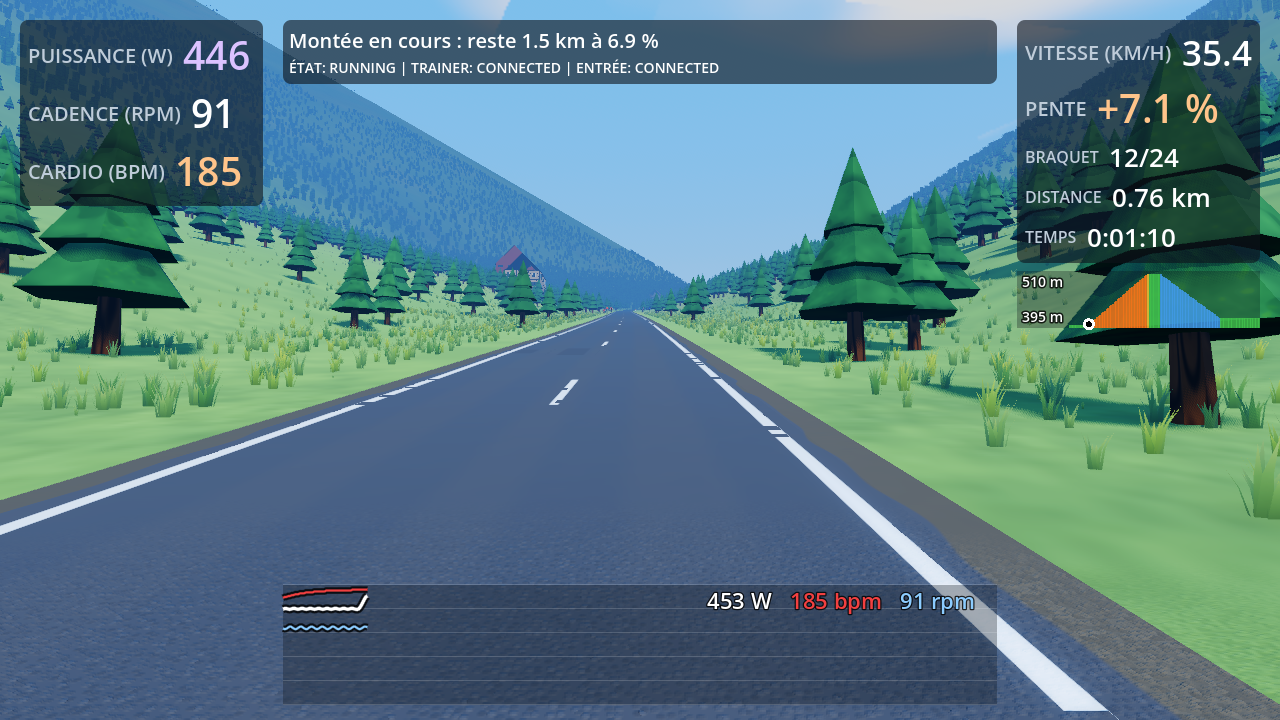 PUISSANCE (W) 446
CADENCE (RPM) 91
CARDIO (BPM) 185
Montée en cours : reste 1.5 km à 6.9 %
ÉTAT: RUNNING | TRAINER: CONNECTED | ENTRÉE: CONNECTED
VITESSE (KM/H) 35.4
PENTE +7.1 %
BRAQUET 12/24
DISTANCE 0.76 km
TEMPS 0:01:10
510 m
395 m
453 W 185 bpm 91 rpm